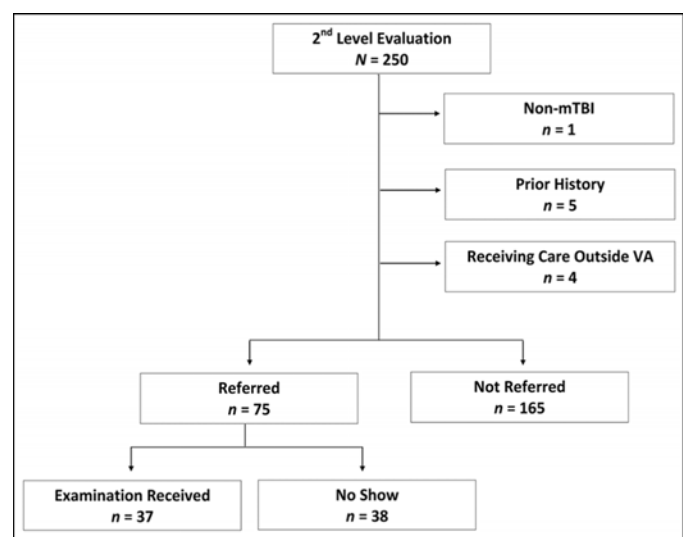 2nd Level Evaluation
N = 250
Non-mTBI
n = 1
Prior History
n = 5
Receiving Care Outside VA
n = 4
Referred
n = 75
Not Referred
n = 165
Examination Received
n = 37
No Show
n = 38